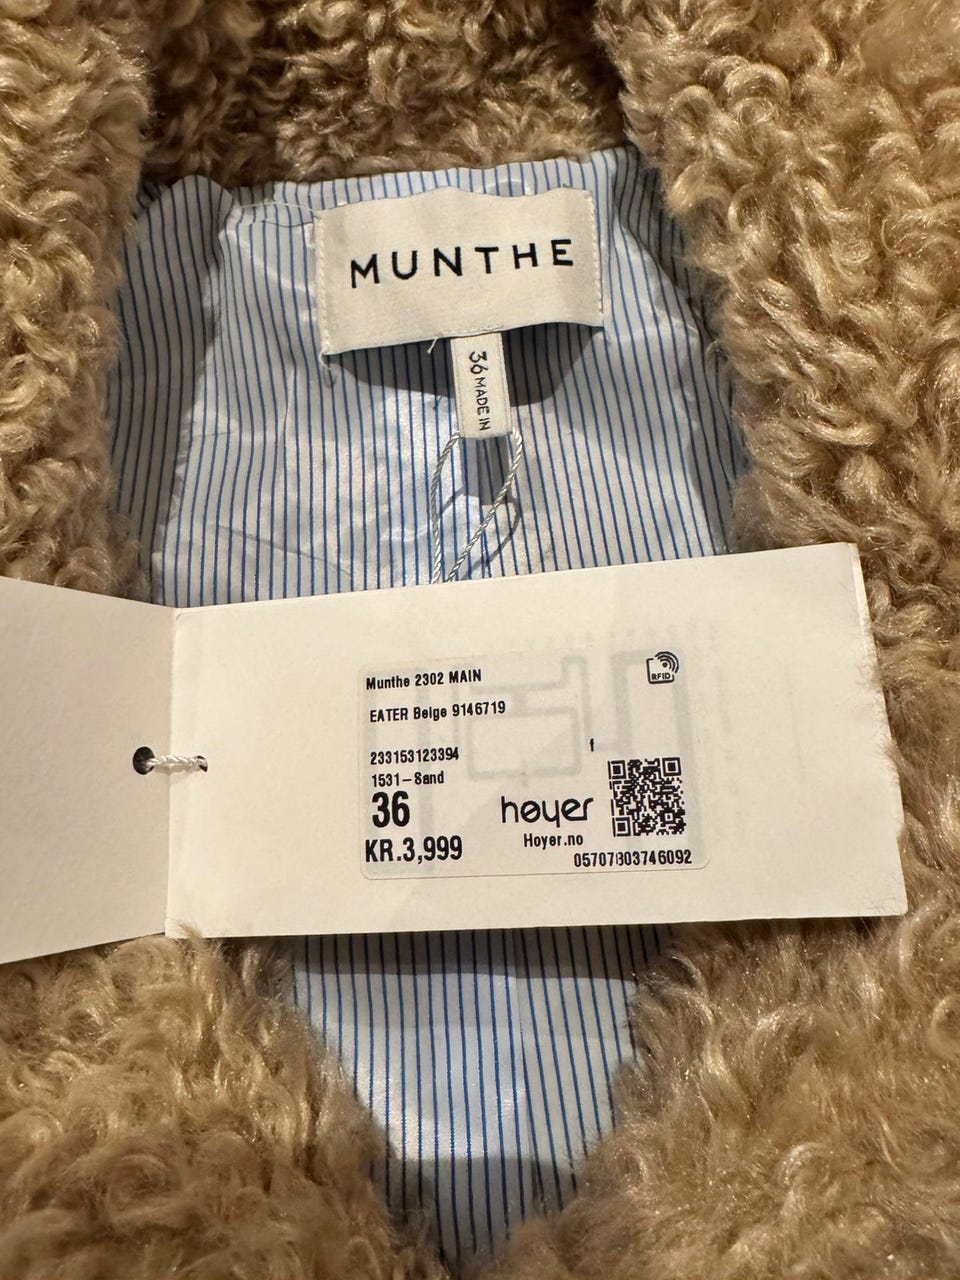 MUNTHE
36 MADE IN
Munthe 2302 MAIN
RFID
EATER Beige 9146719
233153123394
f
1531-Sand
36
høyer
KR.3,999
Hoyer.no
05707803746092